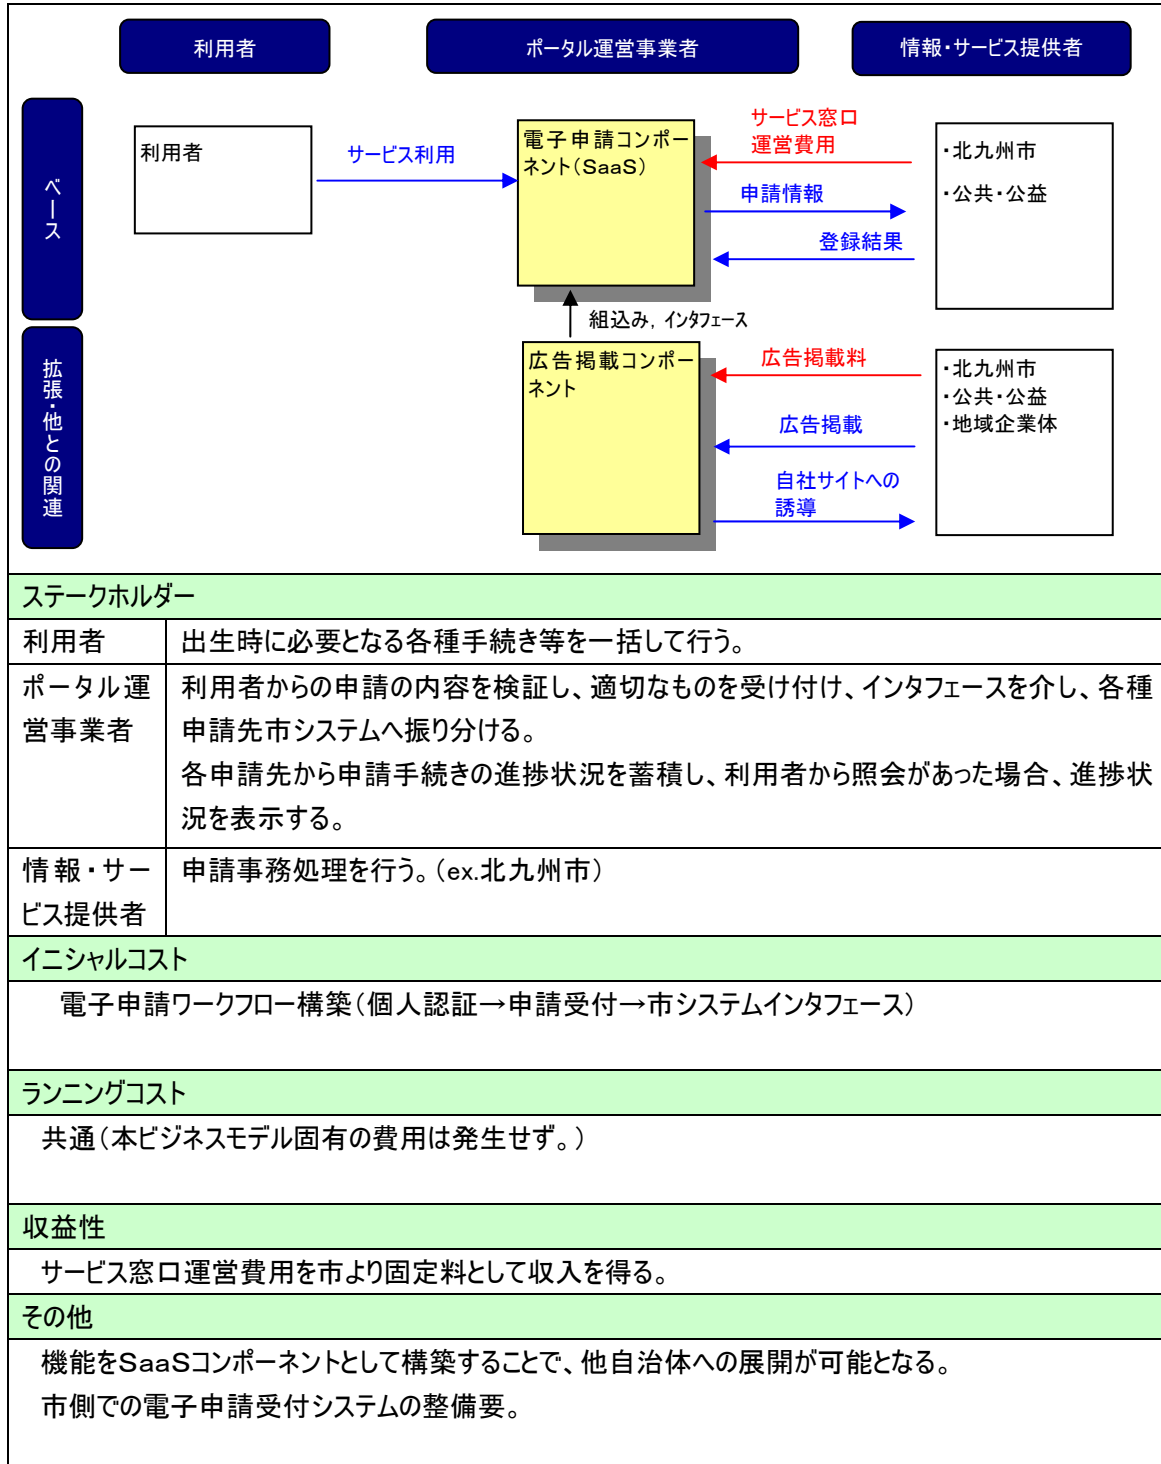 利用者
ポータル運営事業者
情報・サービス提供者
ベース
利用者
サービス利用
電子申請コンポー
ネント(SaaS)
サービス窓口
運営費用
申請情報
登録結果
・北九州市
・公共・公益
組込み, インタフェース
拡張・他との関連
広告掲載コンポー
ネント
広告掲載料
広告掲載
自社サイトへの
誘導
・北九州市
・公共・公益
・地域企業体
ステークホルダー
利用者
出生時に必要となる各種手続き等を一括して行う。
ポータル運
営事業者
利用者からの申請の内容を検証し、適切なものを受け付け、インタフェースを介し、各種
申請先市システムへ振り分ける。
各申請先から申請手続きの進捗状況を蓄積し、利用者から照会があった場合、進捗状
況を表示する。
情報・サー
ビス提供者
申請事務処理を行う。(ex.北九州市)
イニシャルコスト
電子申請ワークフロー構築(個人認証→申請受付→市システムインタフェース)
ランニングコスト
共通(本ビジネスモデル固有の費用は発生せず。)
収益性
サービス窓口運営費用を市より固定料として収入を得る。
その他
機能をSaaSコンポーネントとして構築することで、他自治体への展開が可能となる。
市側での電子申請受付システムの整備要。